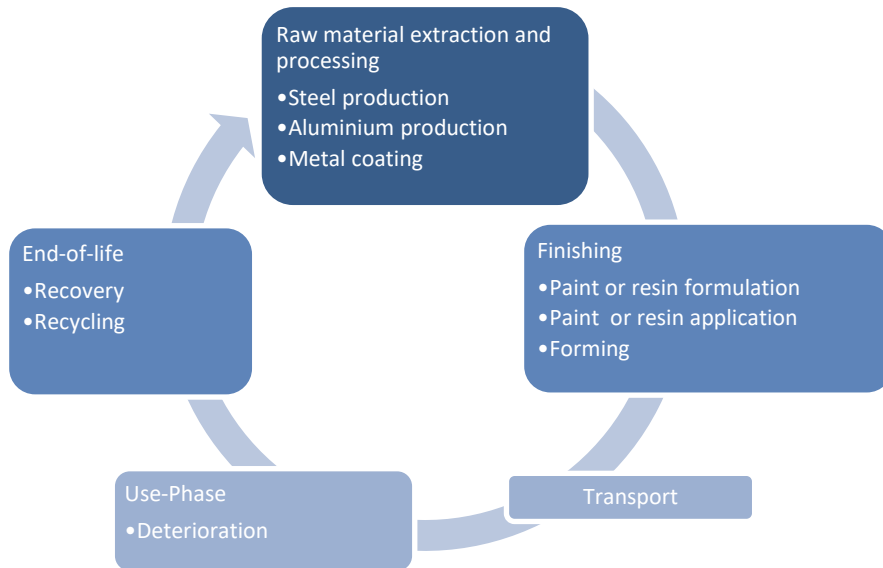 Raw material extraction and
processing
•Steel production
•Aluminium production
•Metal coating
Finishing
•Paint or resin formulation
•Paint  or resin application
•Forming
Transport
Use-Phase
•Deterioration
End-of-life
•Recovery
•Recycling